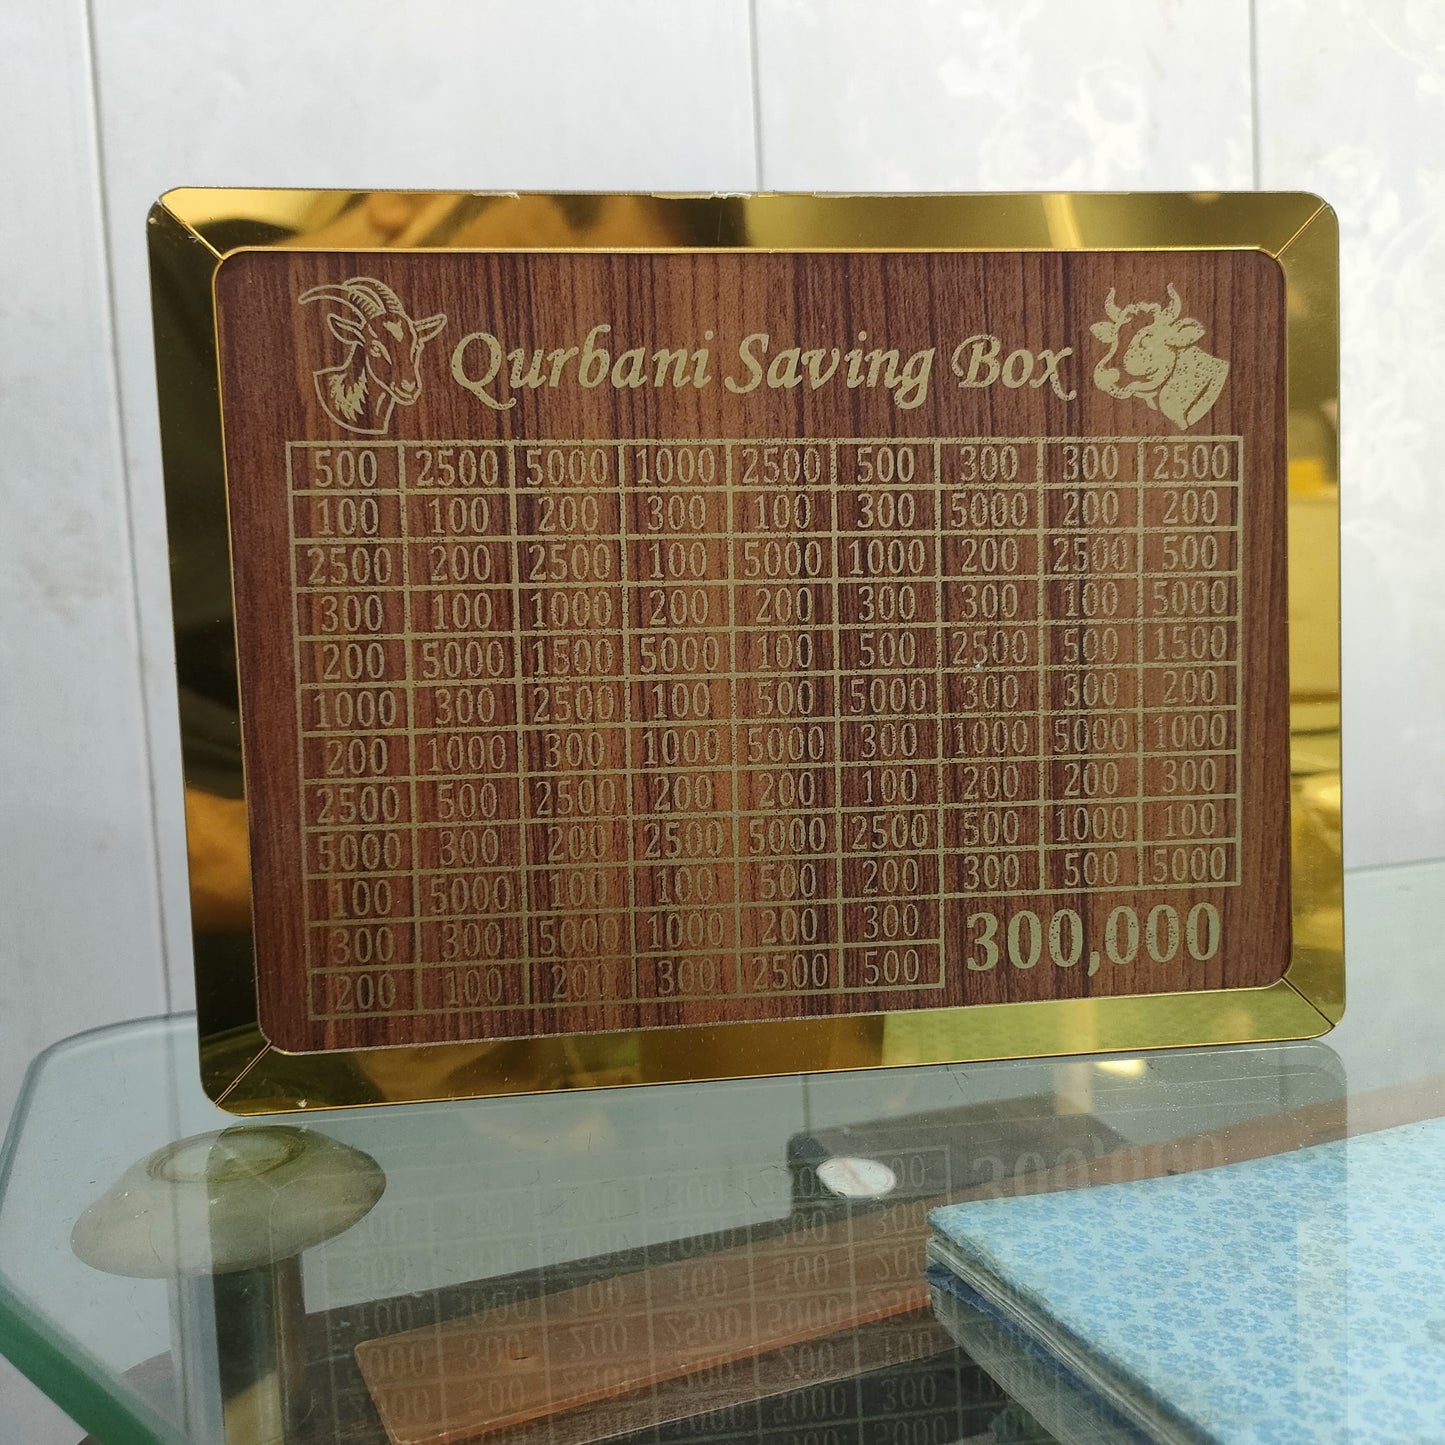 Qurbani Saving Box
500 2500 5000 1000 2500 500 300 300 2500
100 100 200 300 100 300 5000 200 200
2500 200 2500 100 5000 1000 200 2500 500
300 100 1000 200 200 300 300 100 5000
200 5000 1500 5000 100 500 2500 500 1500
1000 300 2500 100 500 5000 300 300 200
200 1000 300 1000 5000 300 1000 5000 1000
2500 500 2500 200 200 100 200 200 300
5000 300 200 2500 5000 2500 500 1000 100
100 5000 100 100 500 200 300 500 5000
300 300 5000 1000 200 300
200 100 200 300 2500 500
300,000